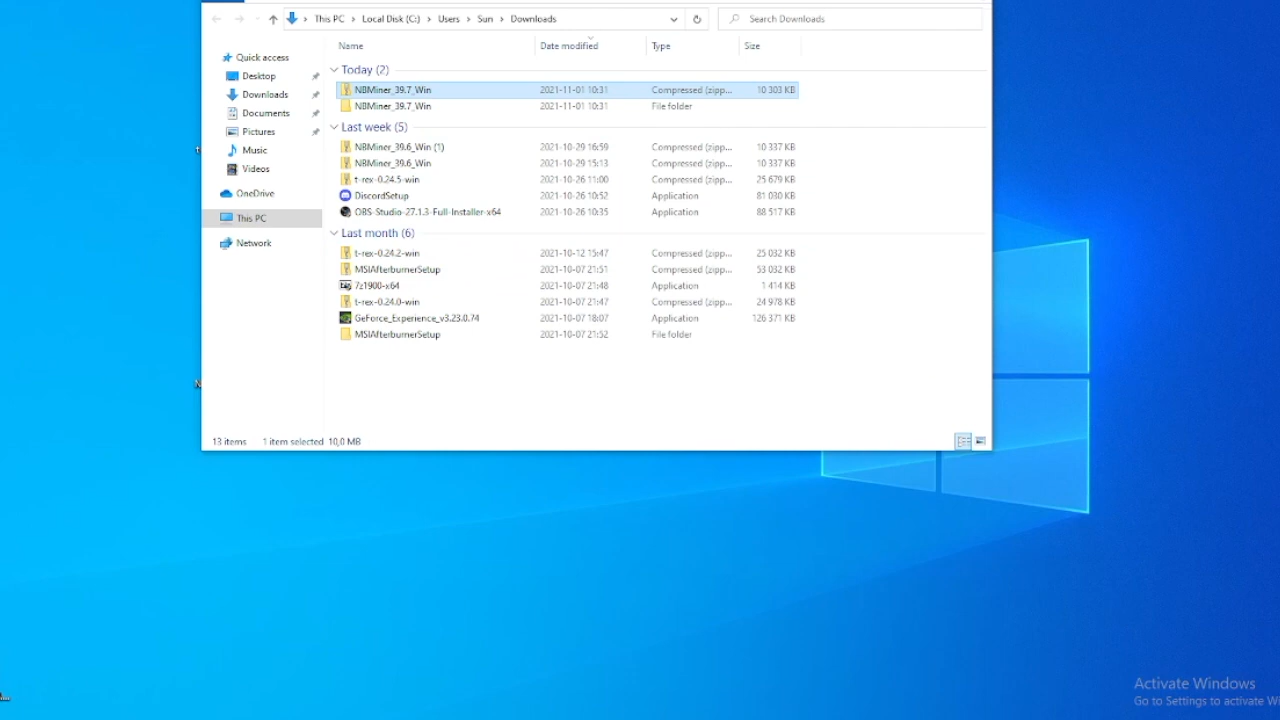 This PC > Local Disk (C:) > Users > Sun > Downloads
Search Downloads
Name Date modified Type Size
Quick access
Desktop
Downloads
Documents
Pictures
Music
Videos
OneDrive
This PC
Network
Today (2)
NBMiner_39.7_Win 2021-11-01 10:31 Compressed (zipp... 10 303 KB
NBMiner_39.7_Win 2021-11-01 10:31 File folder
Last week (5)
NBMiner_39.6_Win (1) 2021-10-29 16:59 Compressed (zipp... 10 337 KB
NBMiner_39.6_Win 2021-10-29 15:13 Compressed (zipp... 10 337 KB
t-rex-0.24.5-win 2021-10-26 11:00 Compressed (zipp... 25 679 KB
DiscordSetup 2021-10-26 10:52 Application 81 030 KB
OBS-Studio-27.1.3-Full-Installer-x64 2021-10-26 10:35 Application 88 517 KB
Last month (6)
t-rex-0.24.2-win 2021-10-12 15:47 Compressed (zipp... 25 032 KB
MSIAfterburnerSetup 2021-10-07 21:51 Compressed (zipp... 53 032 KB
7z1900-x64 2021-10-07 21:48 Application 1 414 KB
t-rex-0.24.0-win 2021-10-07 21:47 Compressed (zipp... 24 978 KB
GeForce_Experience_v3.23.0.74 2021-10-07 18:07 Application 126 371 KB
MSIAfterburnerSetup 2021-10-07 21:52 File folder
13 items 1 item selected 10,0 MB
Activate Windows
Go to Settings to activate W